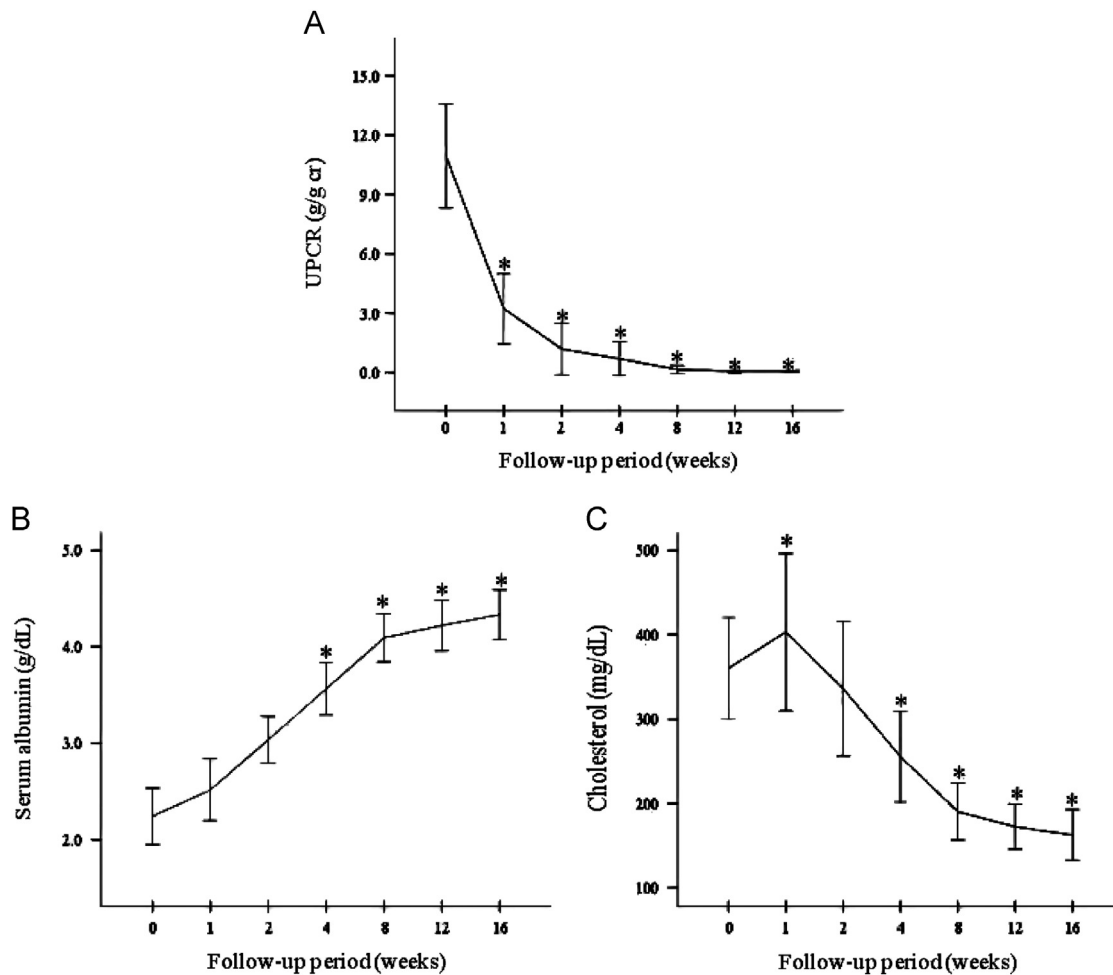 A
UPCR (g/g cr)
15.0
12.0
9.0
6.0
3.0
0.0
* * * * * *
0 1 2 4 8 12 16
Follow-up period (weeks)
B
Serum albumin (g/dL)
5.0
4.0
3.0
2.0
* * * *
0 1 2 4 8 12 16
Follow-up period (weeks)
C
Cholesterol (mg/dL)
500
400
300
200
100
* * * * *
0 1 2 4 8 12 16
Follow-up period (weeks)